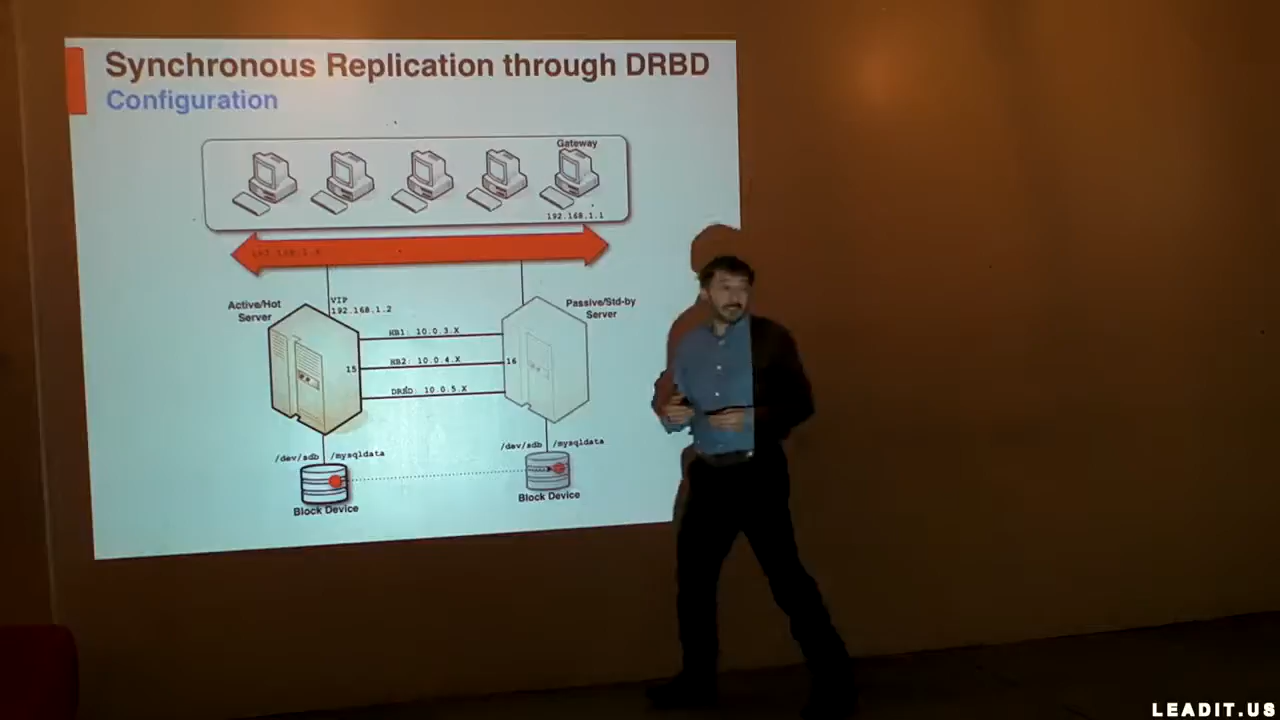 Synchronous Replication through DRBD
Configuration
Gateway
192.168.1.1
Active/Hot
Server
VIP
192.168.1.2
Passive/Std-by
Server
HB1: 10.0.3.X
15
HB2: 10.0.4.X
16
DRBD: 10.0.5.X
/dev/sdb
/mysqldata
/dev/sdb
/mysqldata
Block Device
Block Device
LEADIT.US